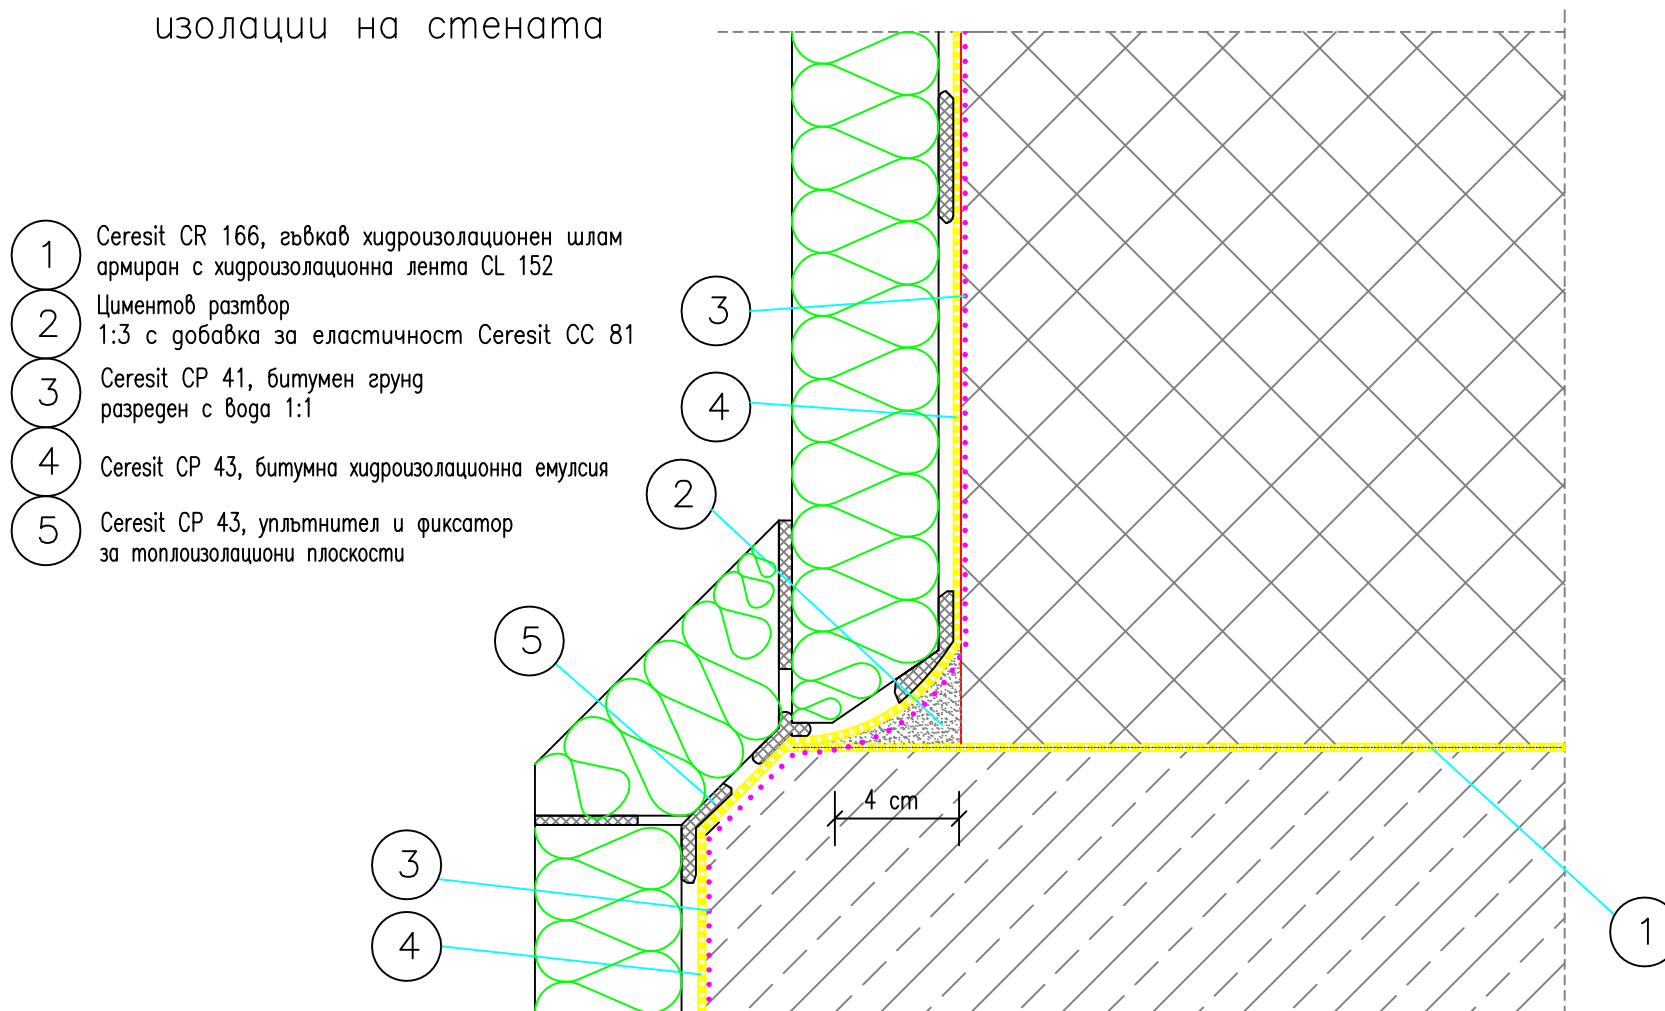 изолации на стената
1
Ceresit CR 166, гъвкав хидроизолационен шлам
армиран с хидроизолационна лента CL 152
2
Циментов разтвор
1:3 с добавка за еластичност Ceresit CC 81
3
Ceresit CP 41, битумен грунд
разреден с вода 1:1
4
Ceresit CP 43, битумна хидроизолационна емулсия
5
Ceresit CP 43, уплътнител и фиксатор
за топлоизолациони плоскости
3
4
2
5
4 cm
3
4
1